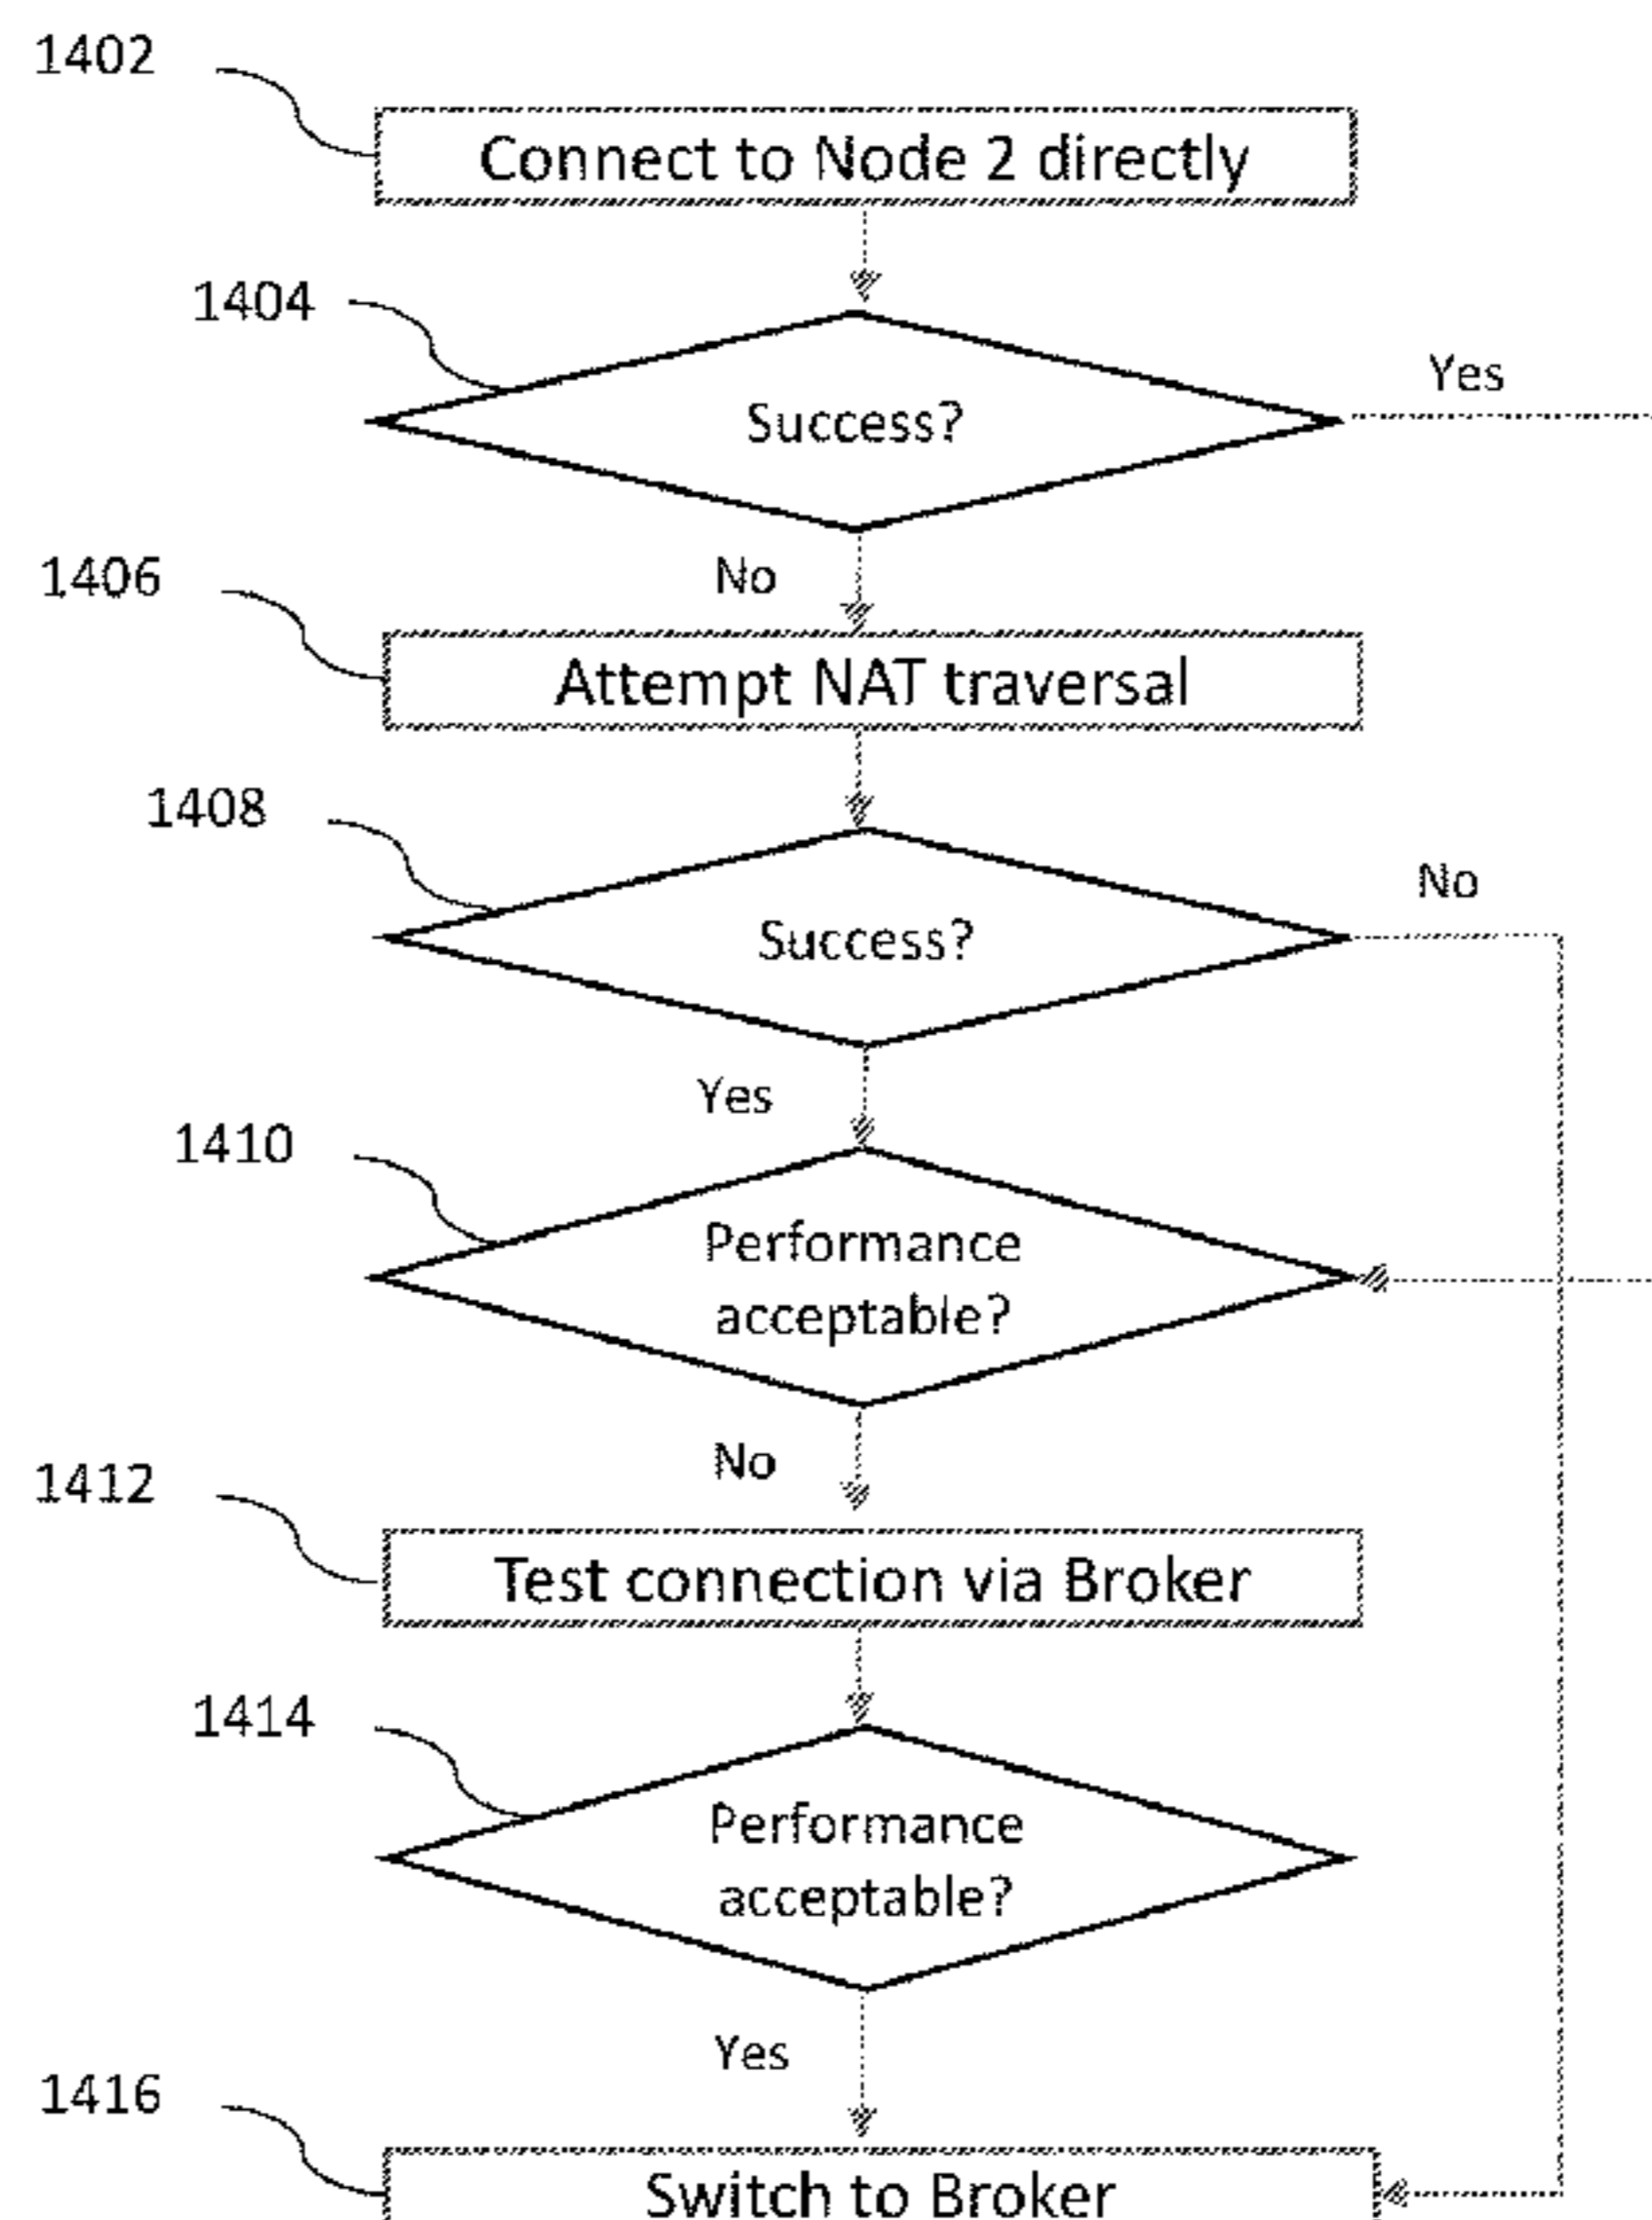 1402
Connect to Node 2 directly
1404
Yes
Success?
No
1406
Attempt NAT traversal
1408
No
Success?
Yes
1410
Performance
acceptable?
No
1412
Test connection via Broker
1414
Performance
acceptable?
Yes
1416
Switch to Broker